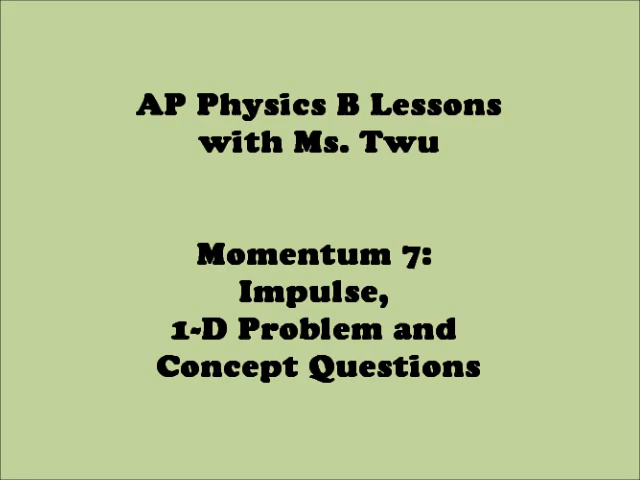 AP Physics B Lessons
with Ms. Twu
Momentum 7:
Impulse,
1-D Problem and
Concept Questions